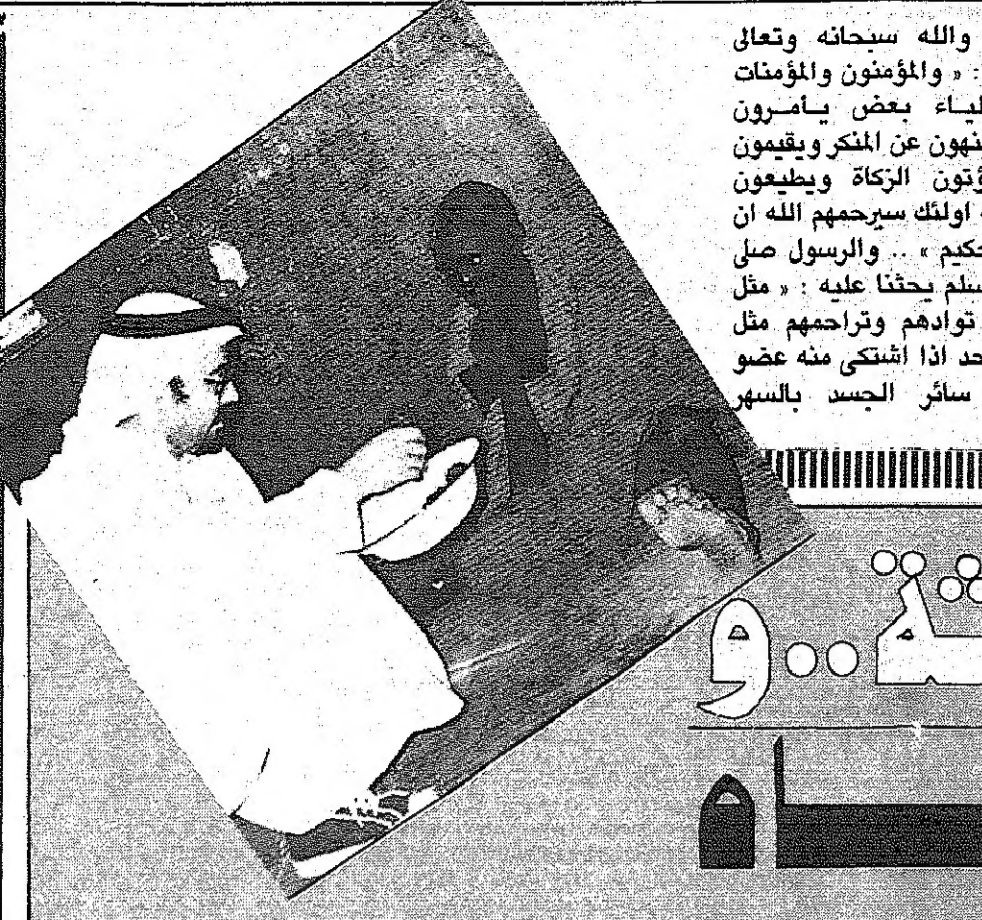 والله سبحانه وتعالى
: « والمؤمنون والمؤمنات
لياء بعض يأمرون
نهون عن المنكر ويقيمون
ؤتون الزكاة ويطيعون
اولئك سيرحمهم الله ان
حكيم » .. والرسول صلى
سلم يحثنا عليه : « مثل
توادهم وتراحمهم مثل
حد اذا اشتكى منه عضو
سائر الجسد بالسهر
..و
اه